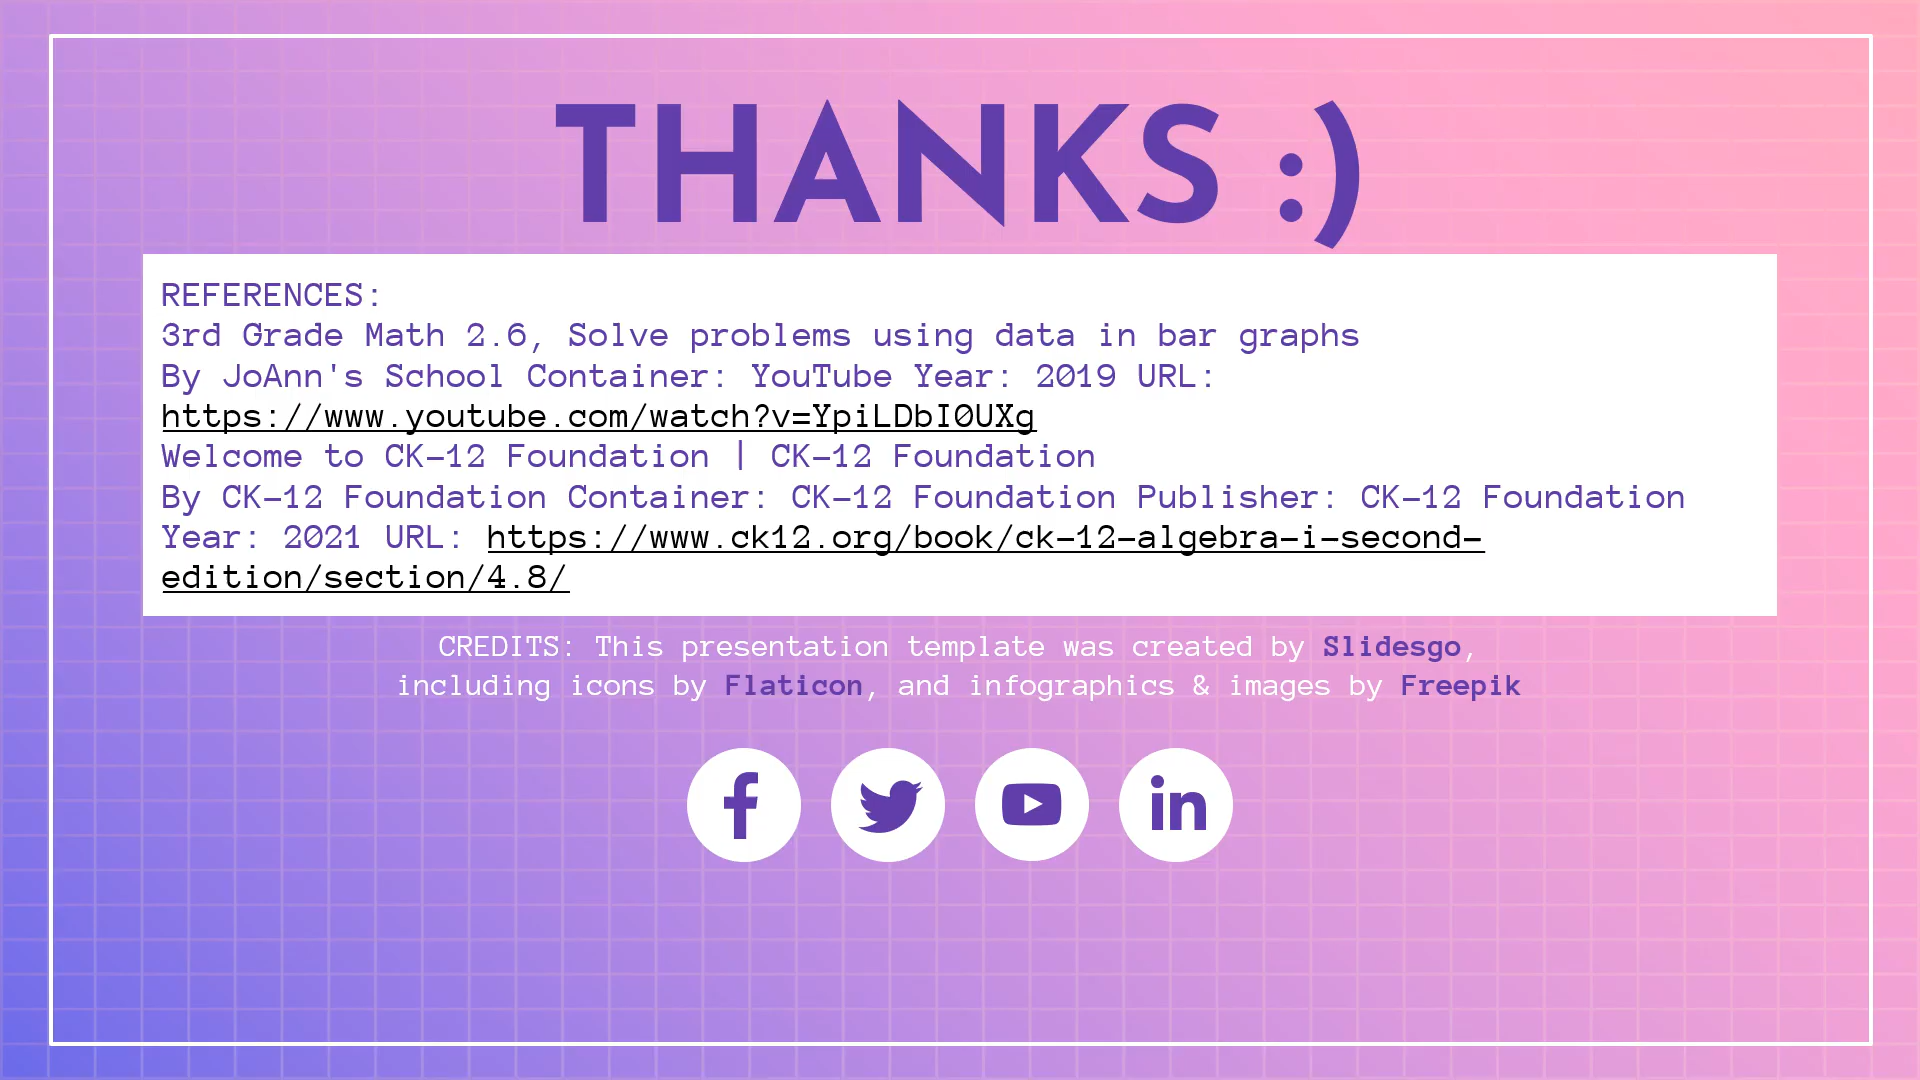 THANKS :)
REFERENCES:
3rd Grade Math 2.6, Solve problems using data in bar graphs
By JoAnn's School Container: YouTube Year: 2019 URL:
https://www.youtube.com/watch?v=YpiLDbI0UXg
Welcome to CK-12 Foundation | CK-12 Foundation
By CK-12 Foundation Container: CK-12 Foundation Publisher: CK-12 Foundation
Year: 2021 URL: https://www.ck12.org/book/ck-12-algebra-i-second-
edition/section/4.8/
CREDITS: This presentation template was created by Slidesgo,
including icons by Flaticon, and infographics & images by Freepik